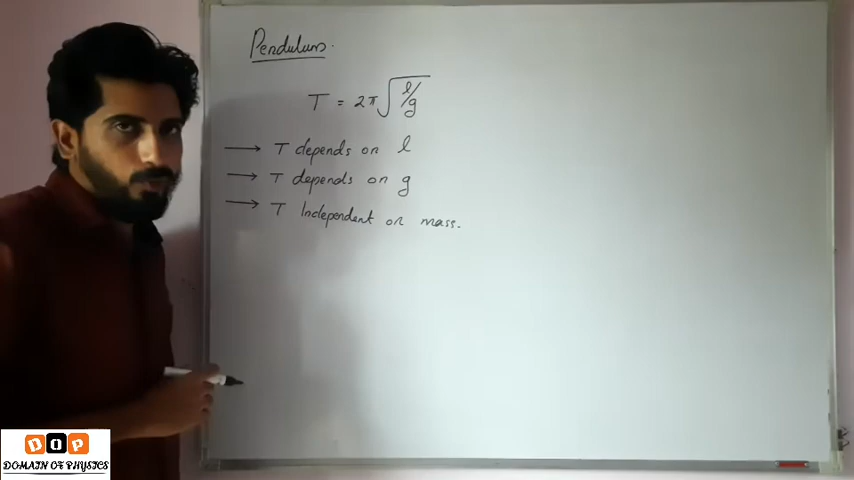 Pendulum.
T = 2π√l/g
→ T depends on l
→ T depends on g
→ T Independent on mass.
DOP
DOMAIN OF PHYSICS